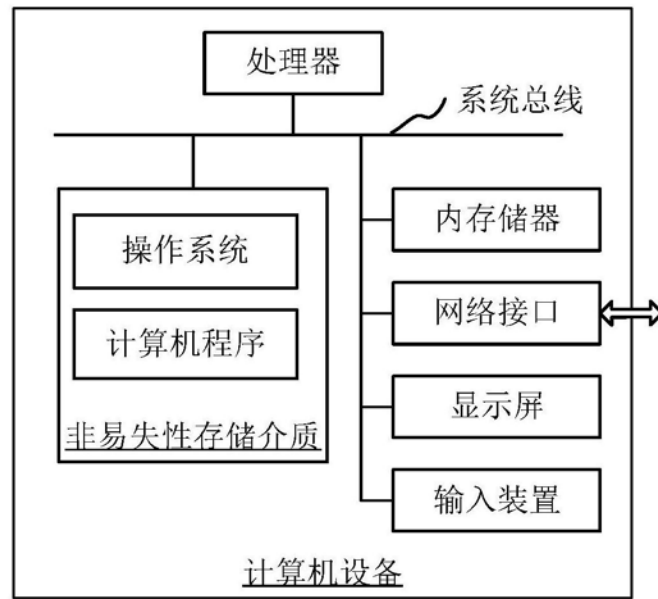 处理器
系统总线
操作系统
计算机程序
非易失性存储介质
内存储器
网络接口
显示屏
输入装置
计算机设备